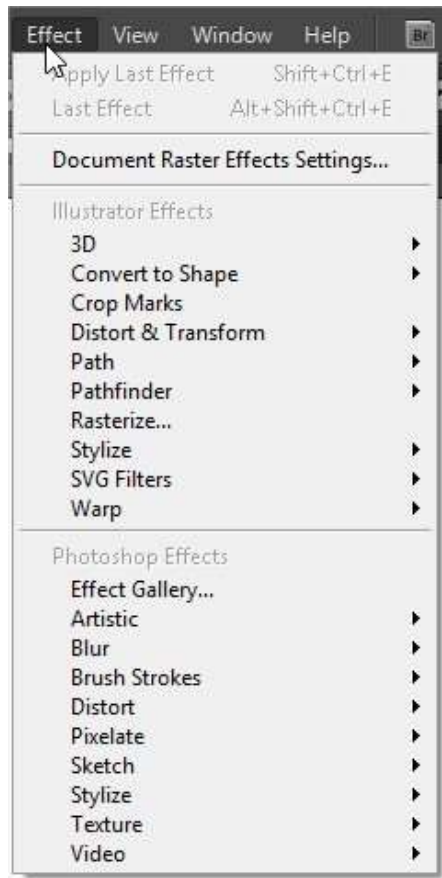 Effect View Window Help Br
Apply Last Effect Shift+Ctrl+E
Last Effect Alt+Shift+Ctrl+E
Document Raster Effects Settings...
Illustrator Effects
3D
Convert to Shape
Crop Marks
Distort & Transform
Path
Pathfinder
Rasterize...
Stylize
SVG Filters
Warp
Photoshop Effects
Effect Gallery...
Artistic
Blur
Brush Strokes
Distort
Pixelate
Sketch
Stylize
Texture
Video